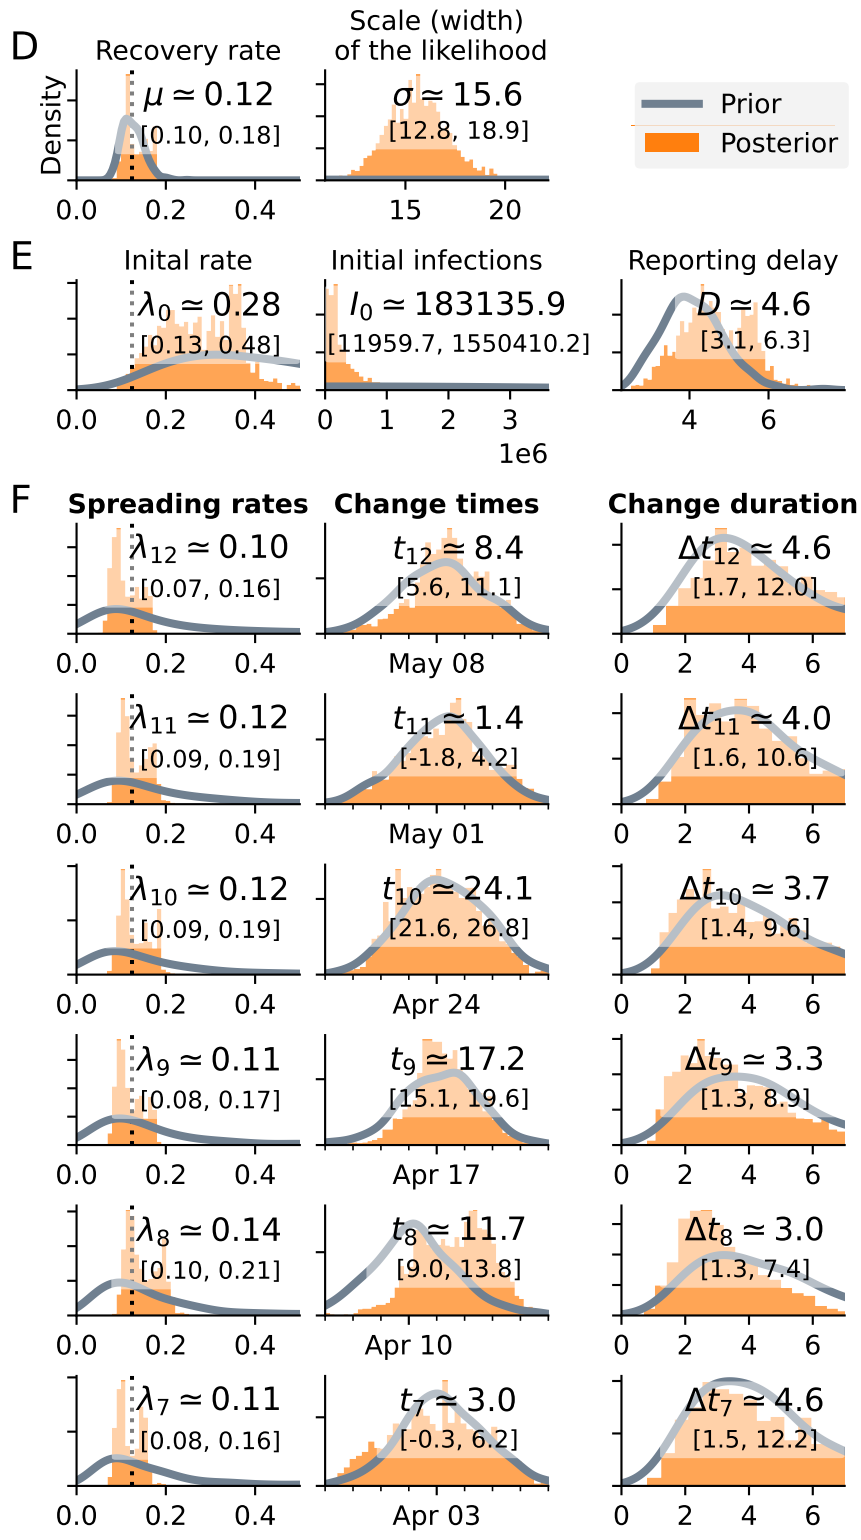 D
Recovery rate
Scale (width)
of the likelihood
Density
μ ≃ 0.12
[0.10, 0.18]
σ ≃ 15.6
[12.8, 18.9]
Prior
Posterior
0.0 0.2 0.4
15 20
E
Inital rate
Initial infections
Reporting delay
λ0 ≃ 0.28
[0.13, 0.48]
I0 ≃ 183135.9
[11959.7, 1550410.2]
D ≃ 4.6
[3.1, 6.3]
0.0 0.2 0.4
0 1 2 3
1e6
4 6
F
Spreading rates
Change times
Change duration
λ12 ≃ 0.10
[0.07, 0.16]
t12 ≃ 8.4
[5.6, 11.1]
Δt12 ≃ 4.6
[1.7, 12.0]
0.0 0.2 0.4
May 08
0 2 4 6
λ11 ≃ 0.12
[0.09, 0.19]
t11 ≃ 1.4
[-1.8, 4.2]
Δt11 ≃ 4.0
[1.6, 10.6]
0.0 0.2 0.4
May 01
0 2 4 6
λ10 ≃ 0.12
[0.09, 0.19]
t10 ≃ 24.1
[21.6, 26.8]
Δt10 ≃ 3.7
[1.4, 9.6]
0.0 0.2 0.4
Apr 24
0 2 4 6
λ9 ≃ 0.11
[0.08, 0.17]
t9 ≃ 17.2
[15.1, 19.6]
Δt9 ≃ 3.3
[1.3, 8.9]
0.0 0.2 0.4
Apr 17
0 2 4 6
λ8 ≃ 0.14
[0.10, 0.21]
t8 ≃ 11.7
[9.0, 13.8]
Δt8 ≃ 3.0
[1.3, 7.4]
0.0 0.2 0.4
Apr 10
0 2 4 6
λ7 ≃ 0.11
[0.08, 0.16]
t7 ≃ 3.0
[-0.3, 6.2]
Δt7 ≃ 4.6
[1.5, 12.2]
0.0 0.2 0.4
Apr 03
0 2 4 6